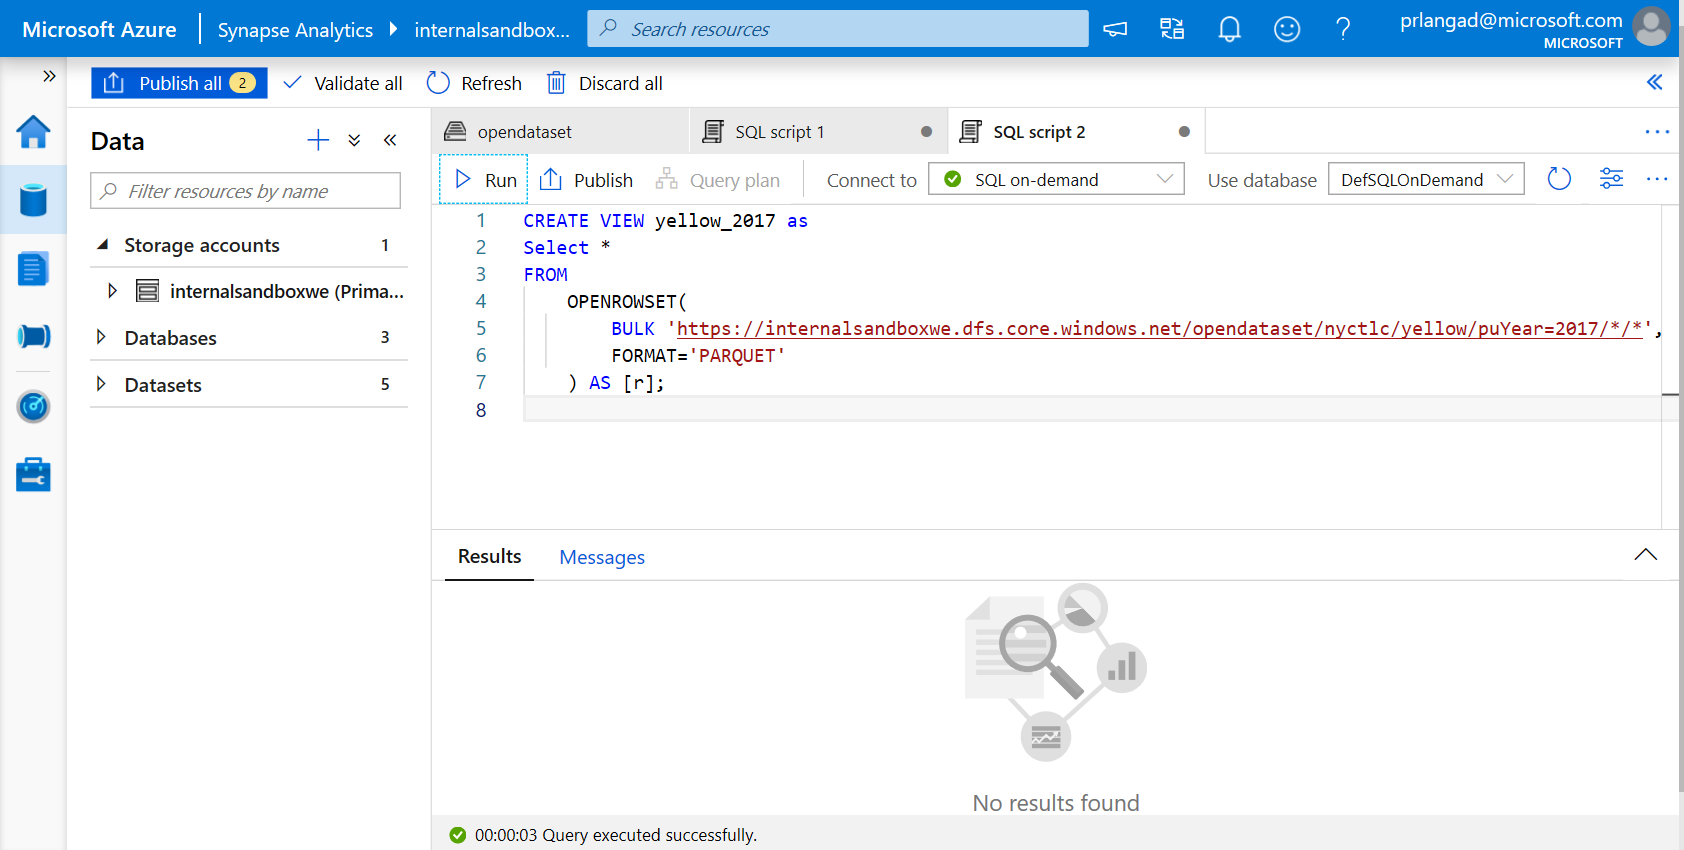 Microsoft Azure
Synapse Analytics
internalsandbox...
Search resources
prlangad@microsoft.com
MICROSOFT
Publish all 2
Validate all
Refresh
Discard all
Data
Filter resources by name
Storage accounts 1
internalsandboxwe (Prima...
Databases 3
Datasets 5
opendataset
SQL script 1
SQL script 2
Run
Publish
Query plan
Connect to
SQL on-demand
Use database
DefSQLOnDemand
1 CREATE VIEW yellow_2017 as
2 Select *
3 FROM
4 OPENROWSET(
5 BULK 'https://internalsandboxwe.dfs.core.windows.net/opendataset/nyctlc/yellow/puYear=2017/*/*',
6 FORMAT='PARQUET'
7 ) AS [r];
8
Results
Messages
No results found
00:00:03 Query executed successfully.